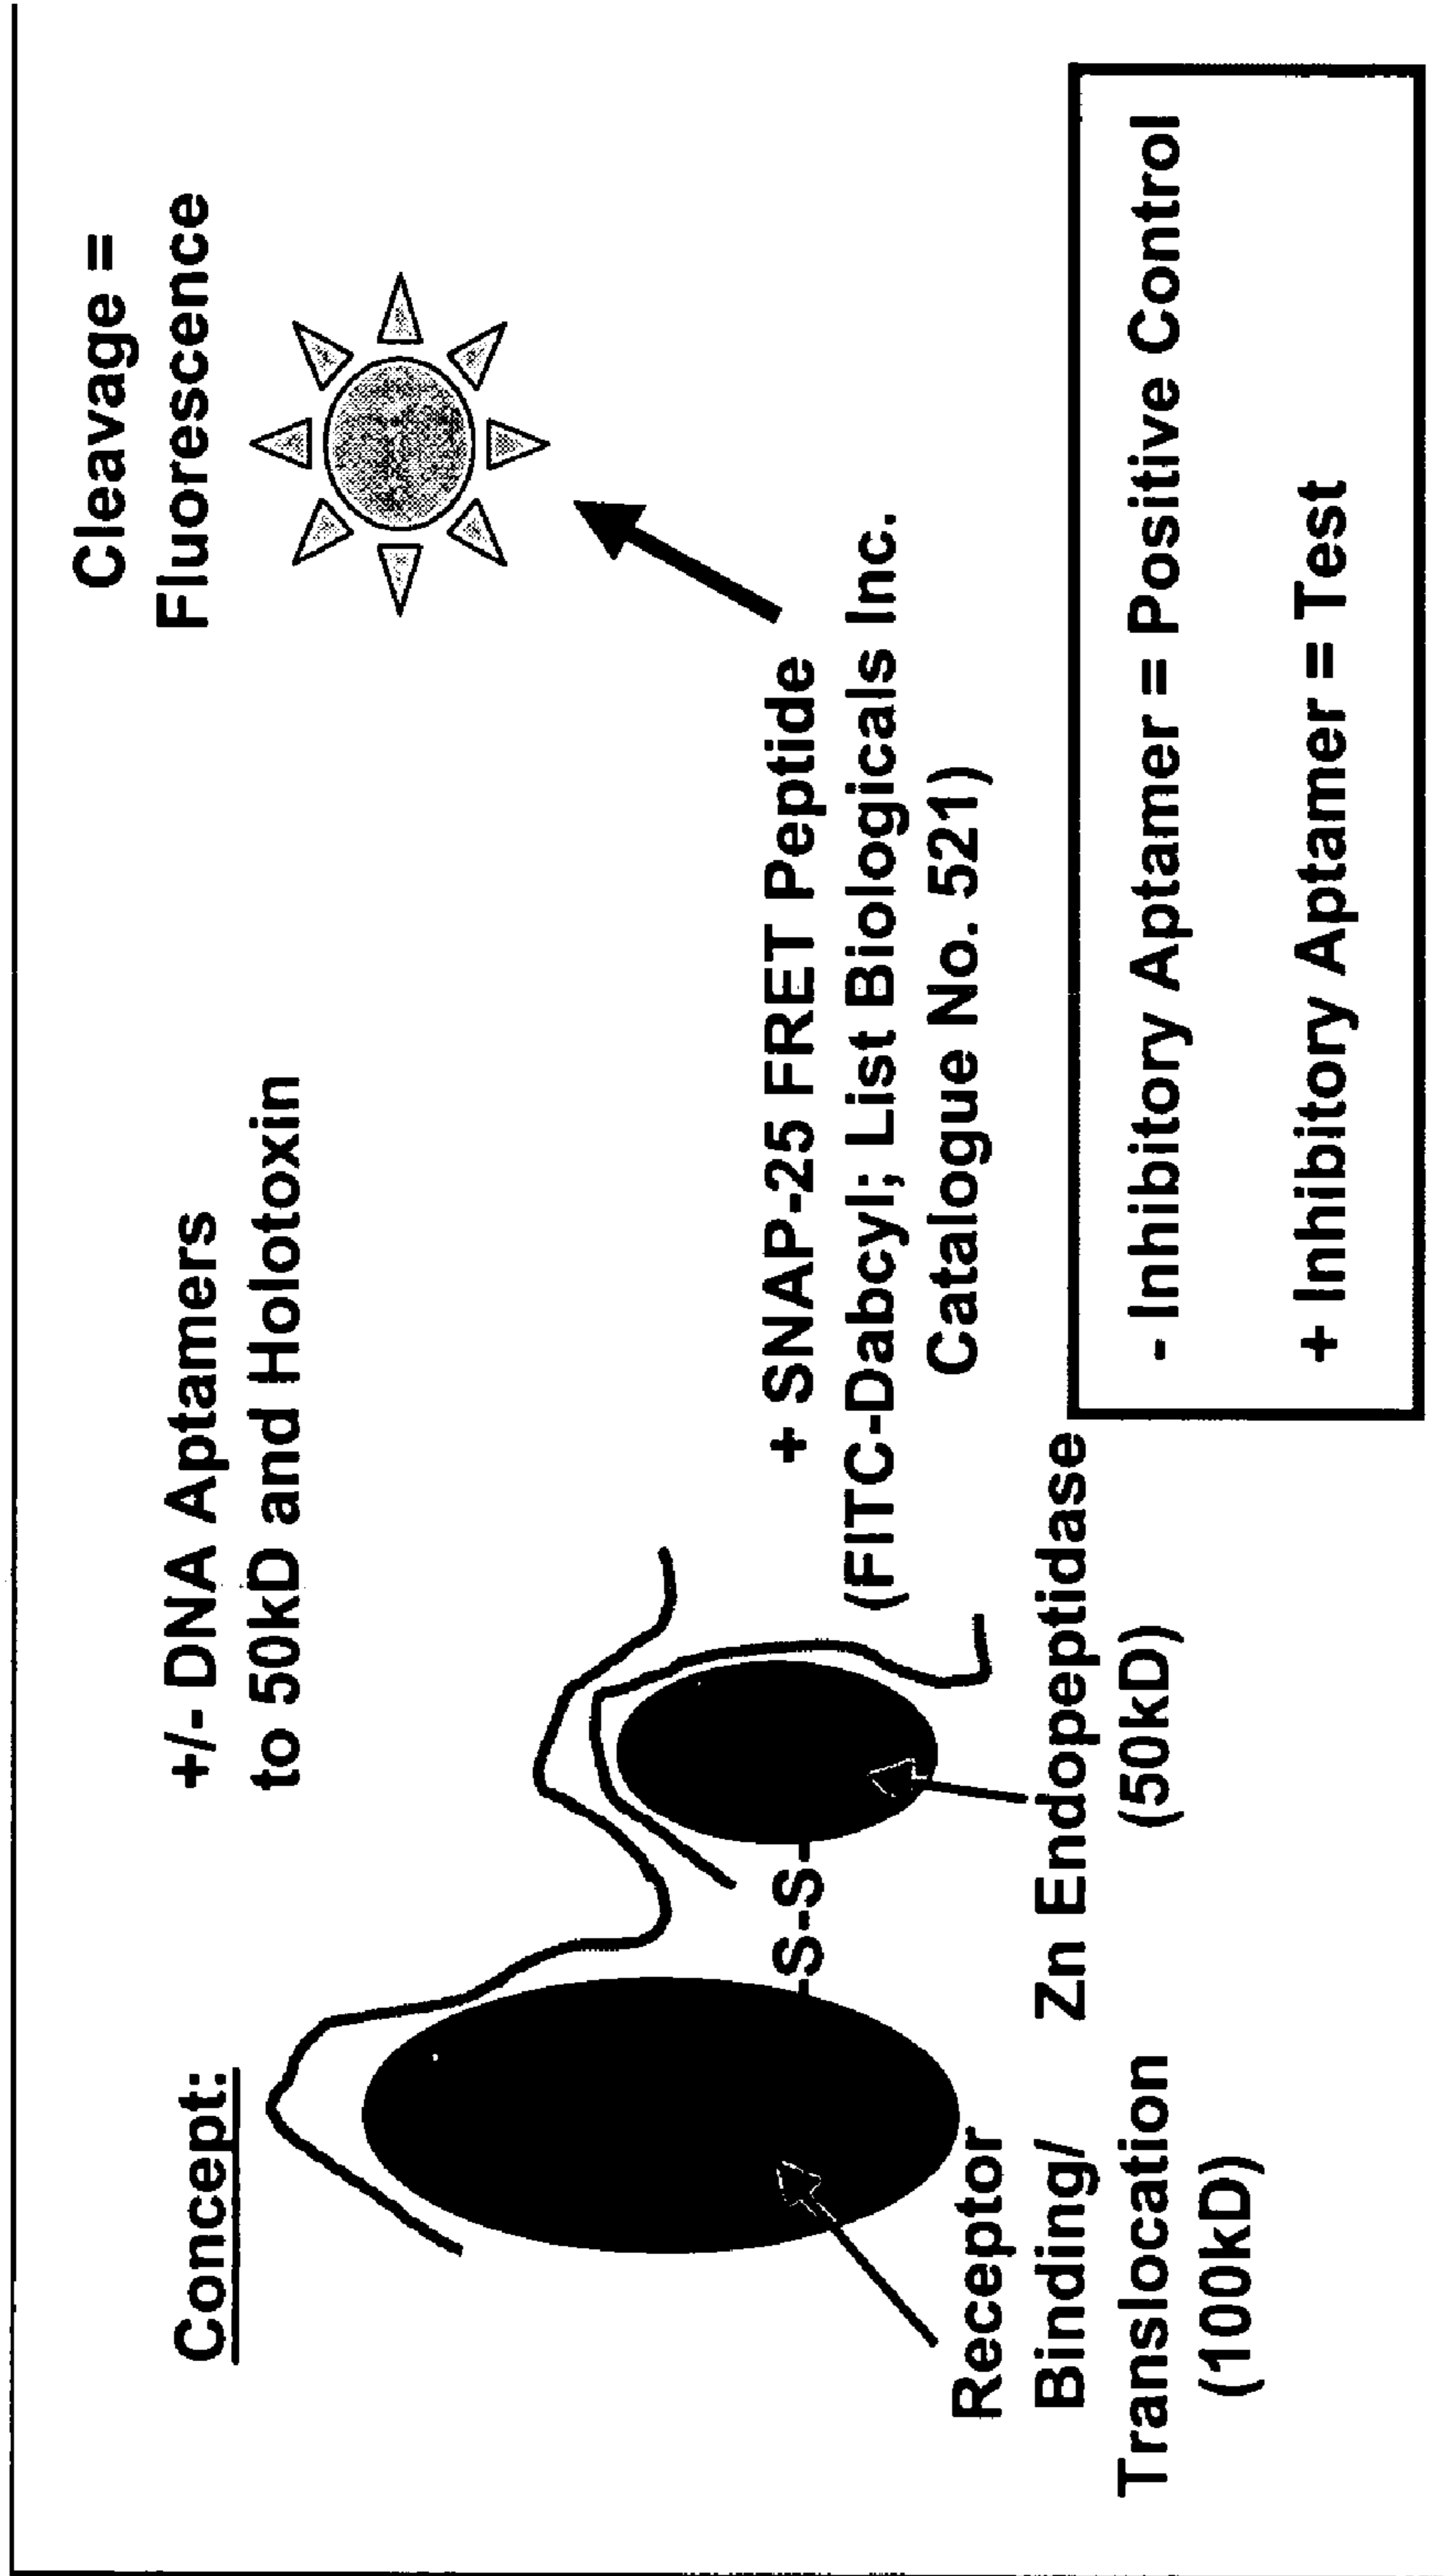 Concept:
+/- DNA Aptamers
to 50kD and Holotoxin
Cleavage =
Fluorescence
-S-S-
+ SNAP-25 FRET Peptide
(FITC-Dabcyl; List Biologicals Inc.
Catalogue No. 521)
Receptor
Binding/
Translocation
(100kD)
Zn Endopeptidase
(50kD)
- Inhibitory Aptamer = Positive Control
+ Inhibitory Aptamer = Test